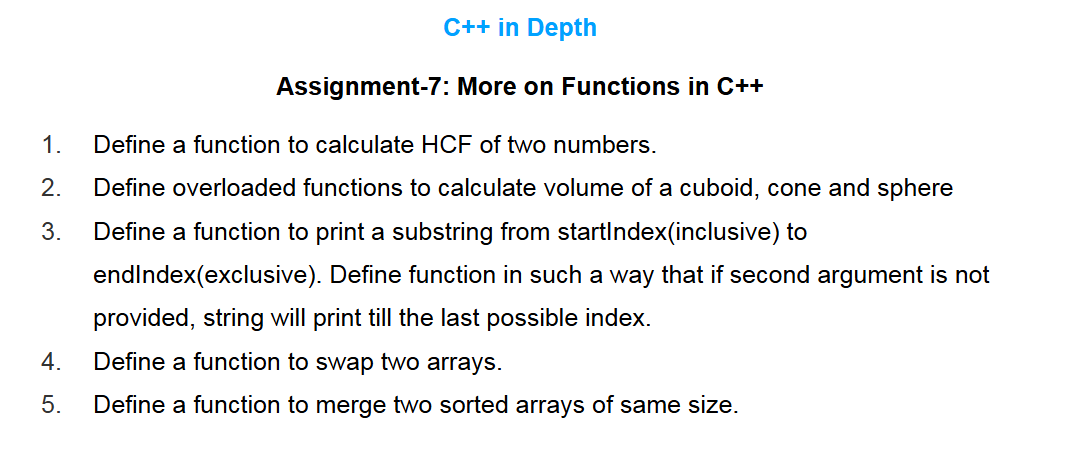 C++ in Depth
Assignment-7: More on Functions in C++
1. Define a function to calculate HCF of two numbers.
2. Define overloaded functions to calculate volume of a cuboid, cone and sphere
3. Define a function to print a substring from startIndex(inclusive) to
endIndex(exclusive). Define function in such a way that if second argument is not
provided, string will print till the last possible index.
4. Define a function to swap two arrays.
5. Define a function to merge two sorted arrays of same size.